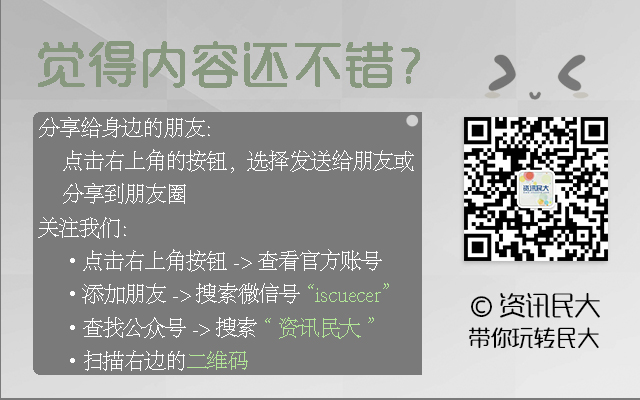 觉得内容还不错?
分享给身边的朋友:
点击右上角的按钮, 选择发送给朋友或
分享到朋友圈
关注我们:
·点击右上角按钮 -> 查看官方账号
·添加朋友 -> 搜索微信号 “iscuecer”
·查找公众号 -> 搜索 “ 资讯民大 ”
·扫描右边的二维码
资讯民大
© 资讯民大
带你玩转民大